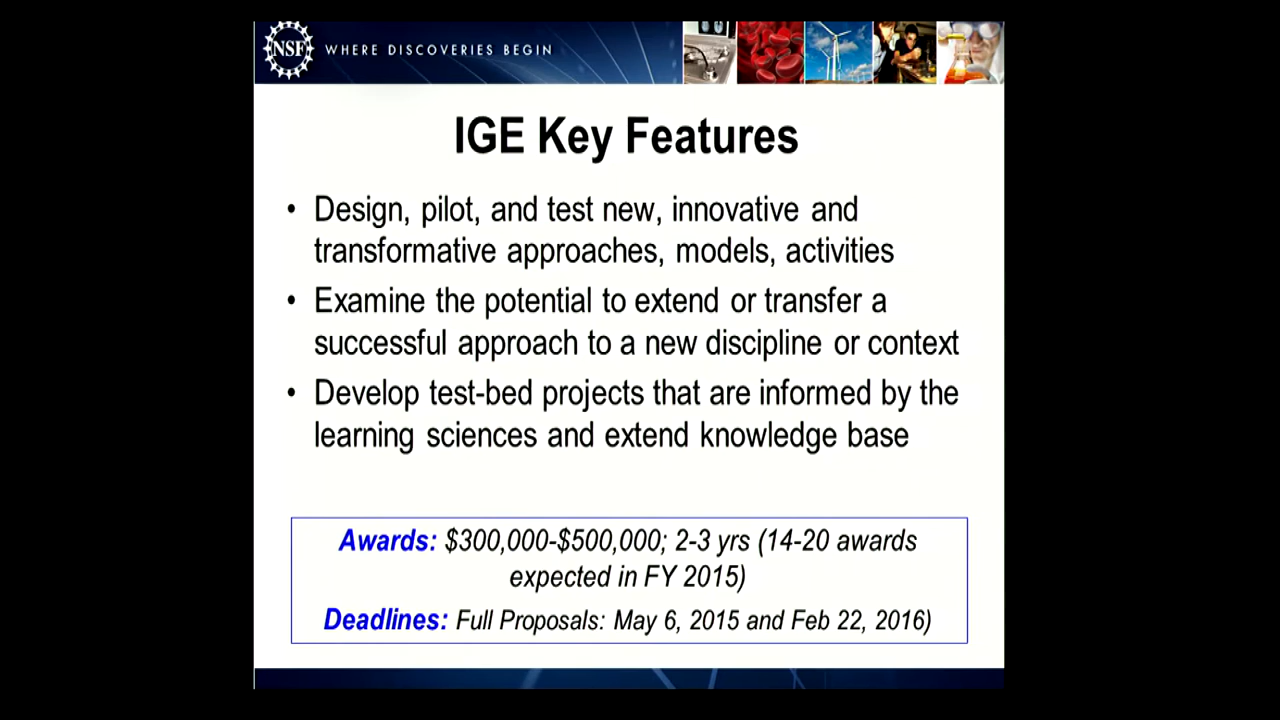 NSF WHERE DISCOVERIES BEGIN
IGE Key Features
• Design, pilot, and test new, innovative and
transformative approaches, models, activities
• Examine the potential to extend or transfer a
successful approach to a new discipline or context
• Develop test-bed projects that are informed by the
learning sciences and extend knowledge base
Awards: $300,000-$500,000; 2-3 yrs (14-20 awards
expected in FY 2015)
Deadlines: Full Proposals: May 6, 2015 and Feb 22, 2016)